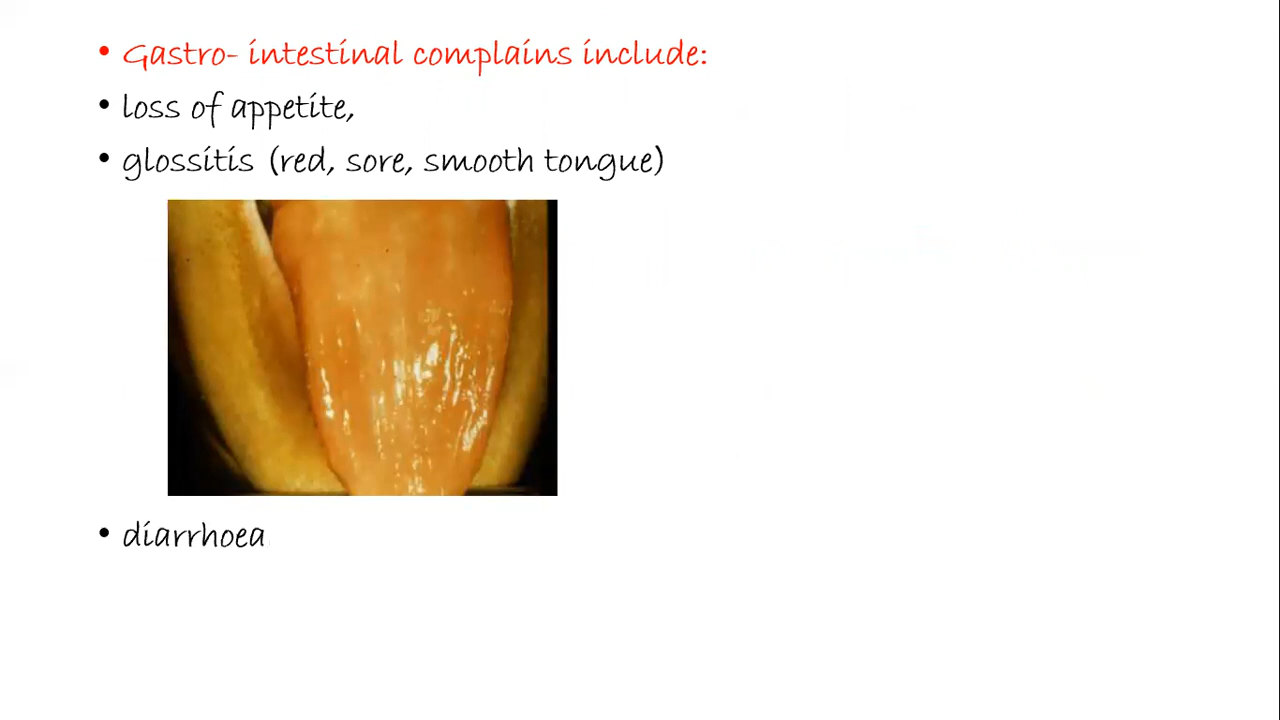 • Gastro- intestinal complains include:
• loss of appetite,
• glossitis (red, sore, smooth tongue)
• diarrhoea